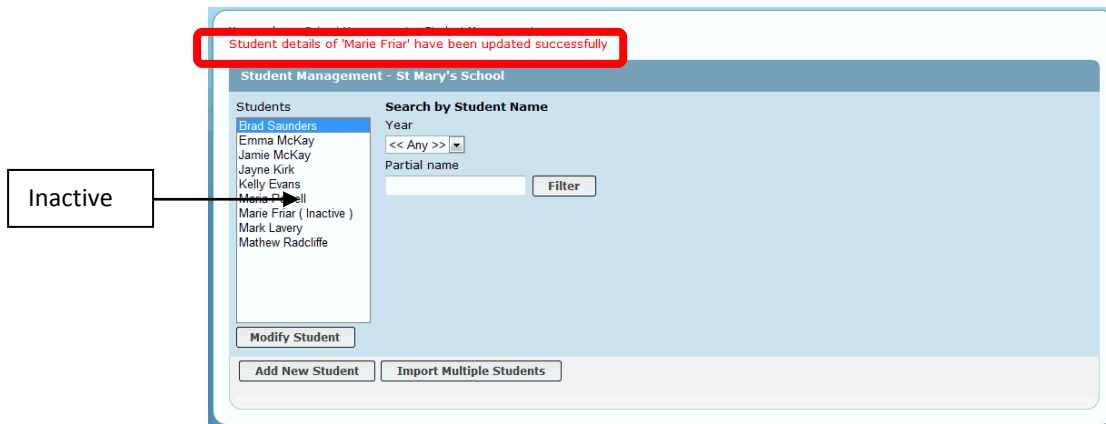 Student details of 'Marie Friar' have been updated successfully
Student Management - St Mary's School
Students
Brad Saunders
Emma McKay
Jamie McKay
Jayne Kirk
Kelly Evans
Maria
Marie Friar ( Inactive )
Mark Lavery
Mathew Radcliffe
Modify Student
Search by Student Name
Year
<< Any >>
Partial name
Filter
Inactive
Add New Student
Import Multiple Students